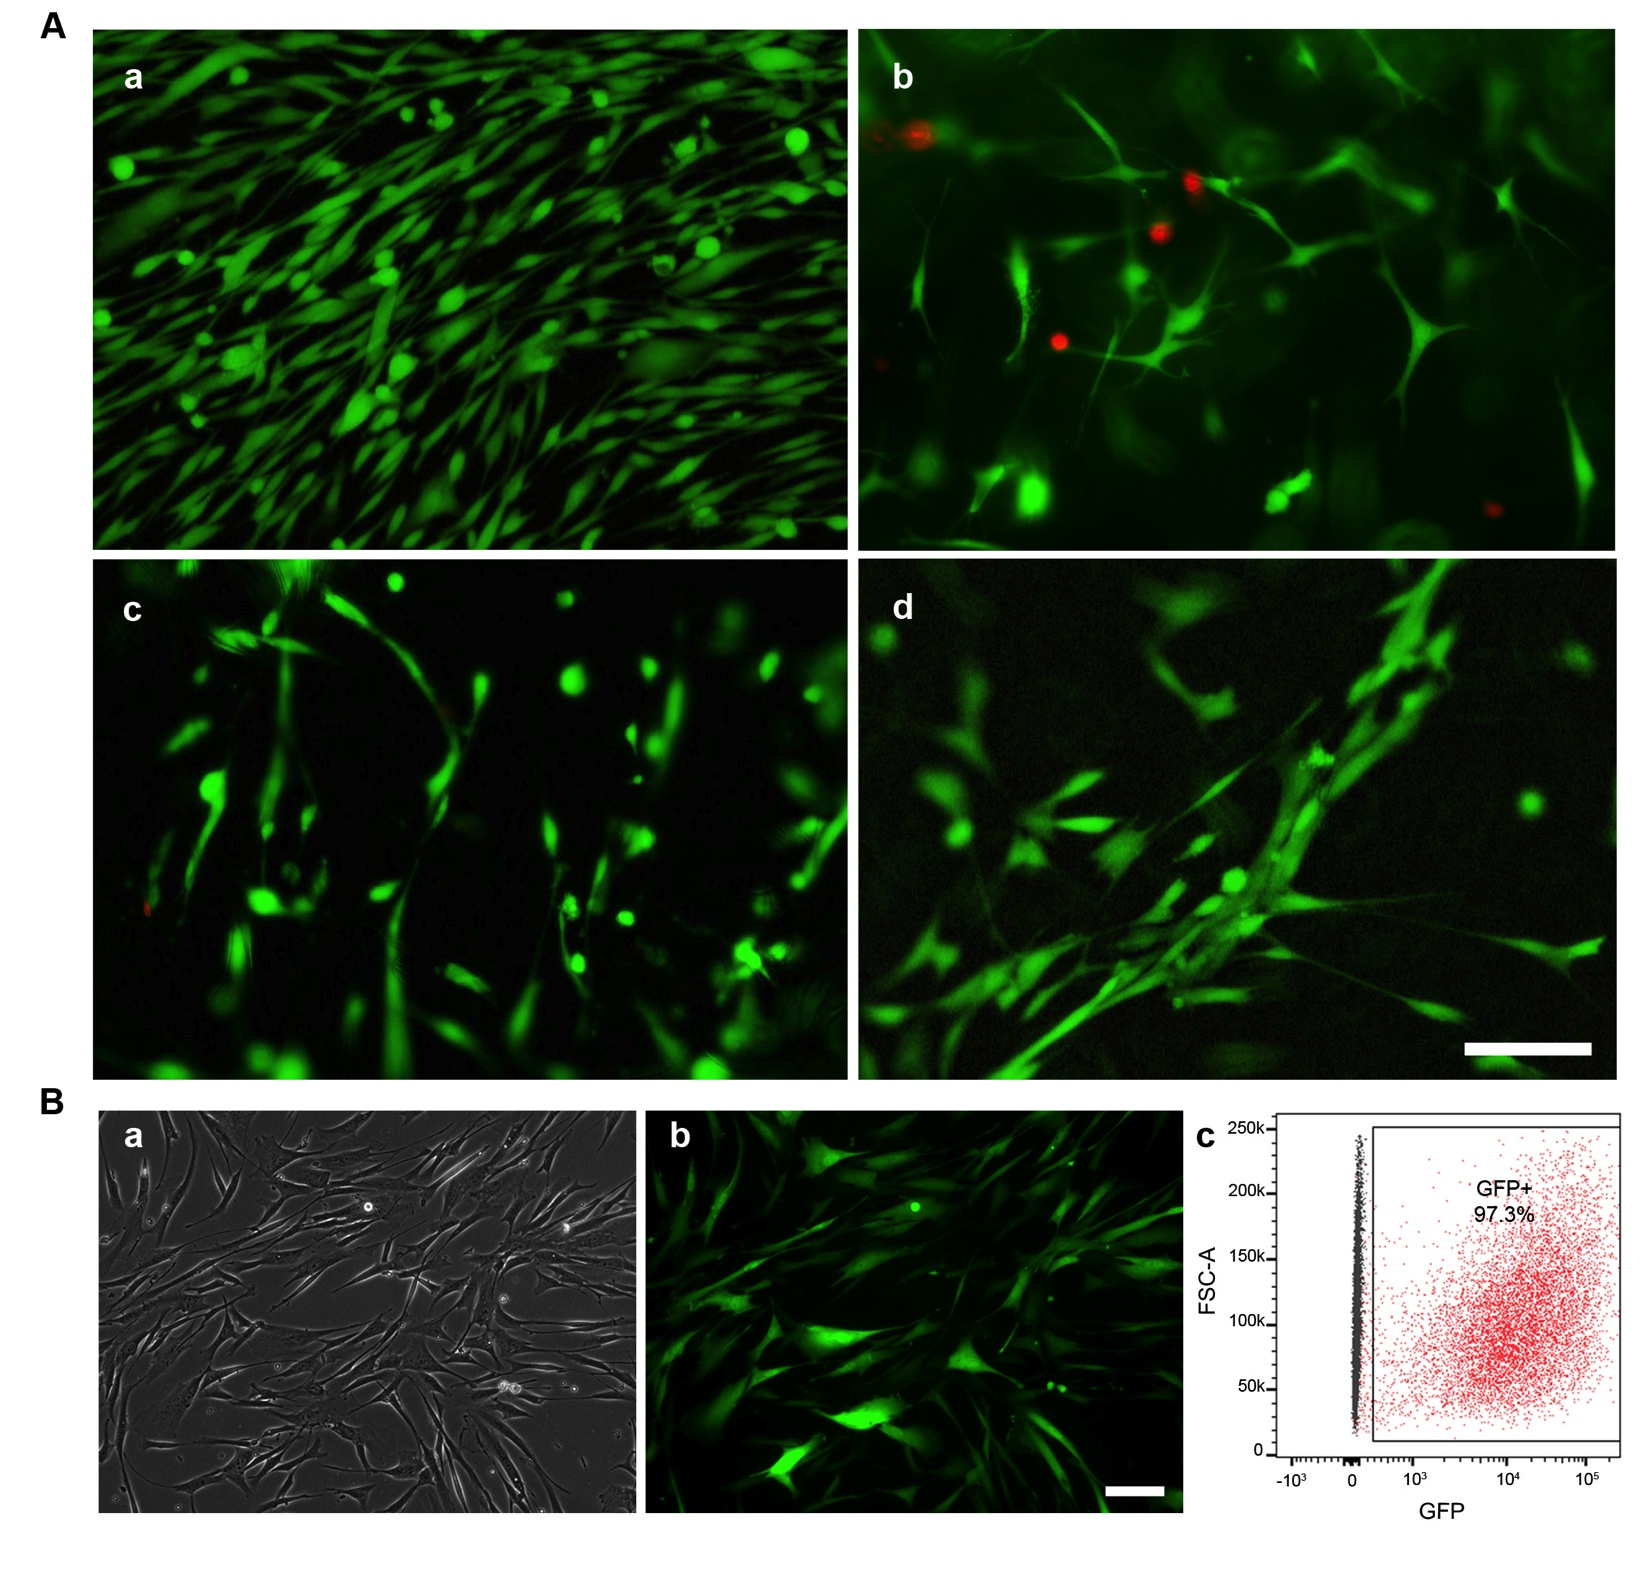 A
a
b
c
d
B
a
b
c
250k
200k
150k
100k
50k
0
FSC-A
GFP+
97.3%
-10³
0
10³
10⁴
10⁵
GFP